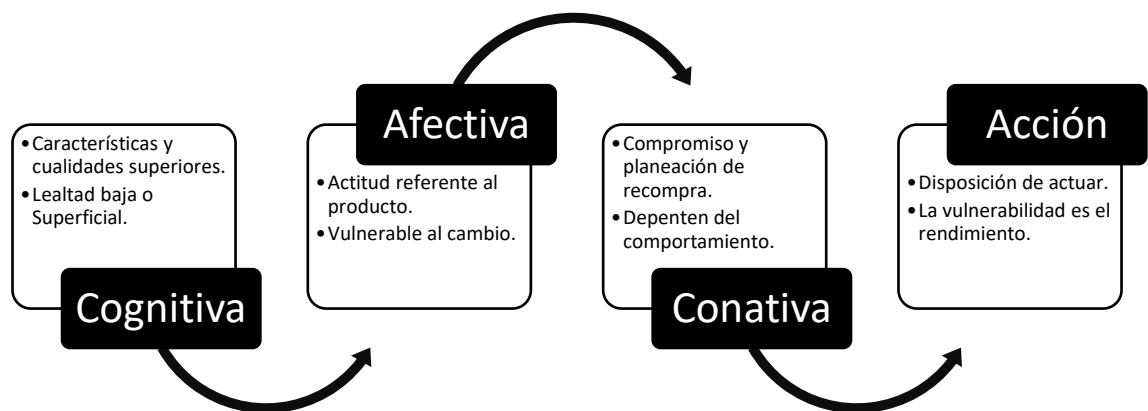 •Características y
cualidades superiores.
•Lealtad baja o
Superficial.
Cognitiva
Afectiva
•Actitud referente al
producto.
•Vulnerable al cambio.
•Compromiso y
planeación de
recompra.
•Depenten del
comportamiento.
Conativa
Acción
•Disposición de actuar.
•La vulnerabilidad es el
rendimiento.